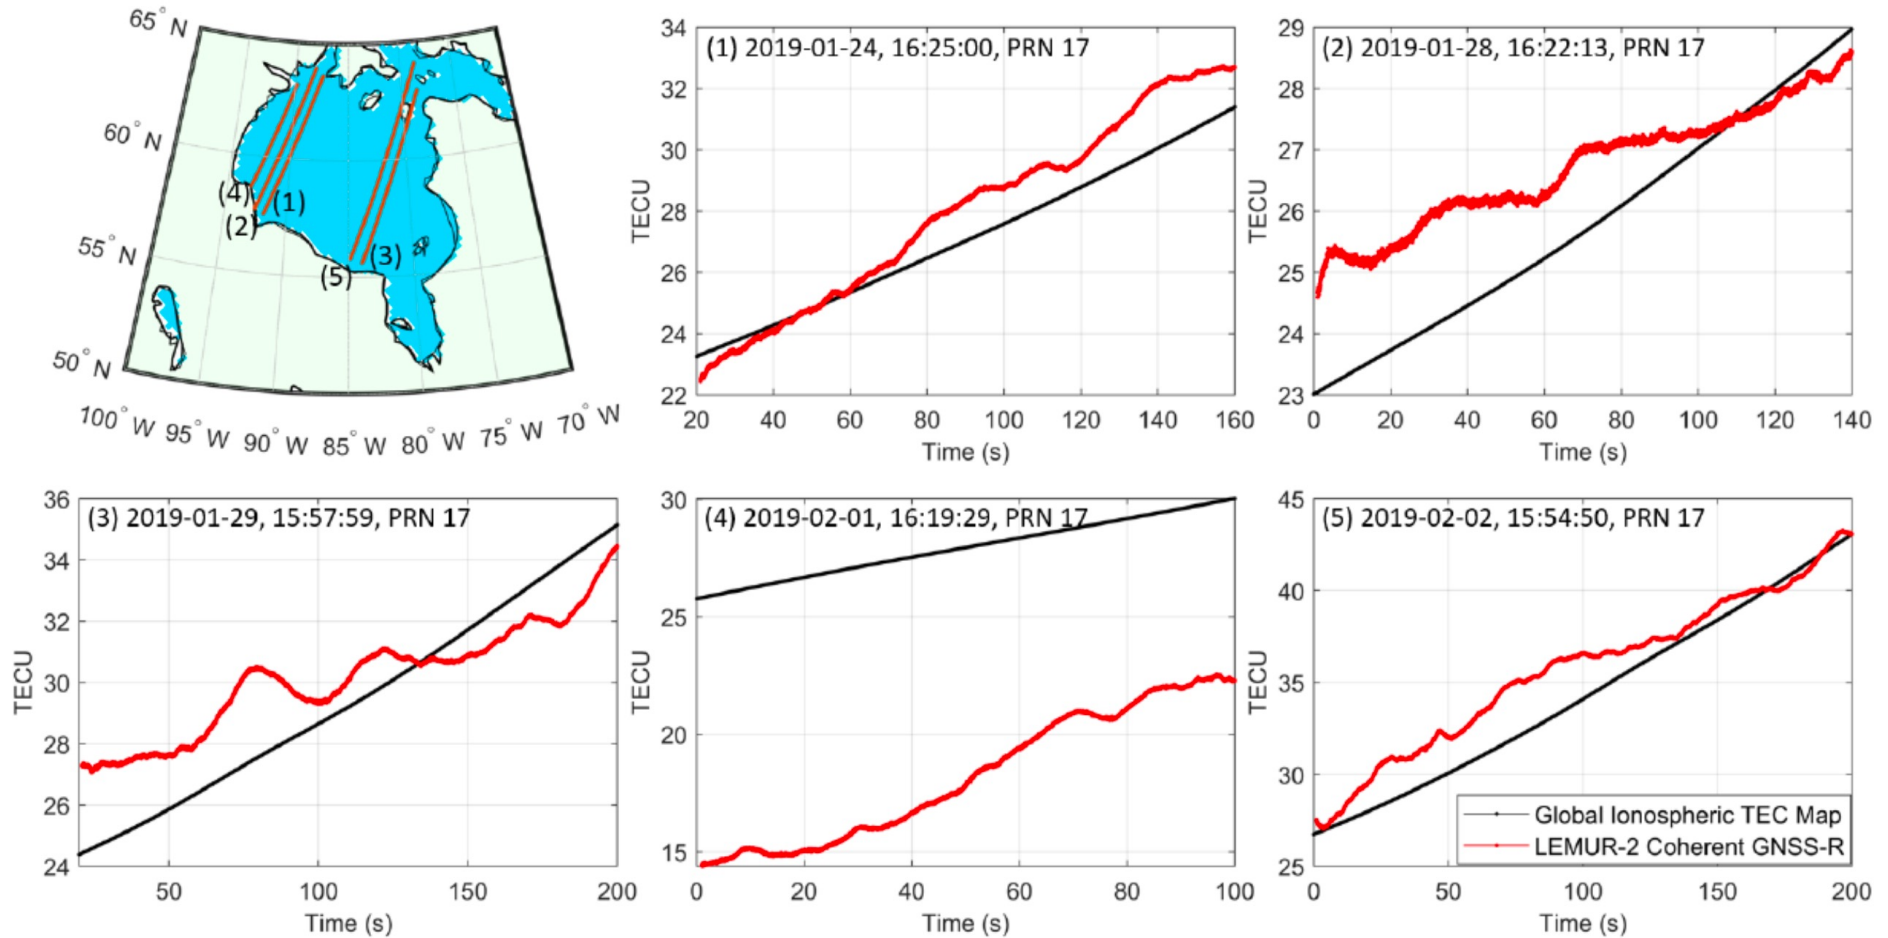 65° N
60° N
55° N
50° N
100° W 95° W 90° W 85° W 80° W 75° W 70° W
(4)
(1)
(2)
(3)
(5)
(1) 2019-01-24, 16:25:00, PRN 17
34
32
30
28
26
24
22
TECU
20 40 60 80 100 120 140 160
Time (s)
(2) 2019-01-28, 16:22:13, PRN 17
29
28
27
26
25
24
23
TECU
0 20 40 60 80 100 120 140
Time (s)
(3) 2019-01-29, 15:57:59, PRN 17
36
34
32
30
28
26
24
TECU
50 100 150 200
Time (s)
(4) 2019-02-01, 16:19:29, PRN 17
30
25
20
15
TECU
0 20 40 60 80 100
Time (s)
(5) 2019-02-02, 15:54:50, PRN 17
45
40
35
30
25
TECU
0 50 100 150 200
Time (s)
Global Ionospheric TEC Map
LEMUR-2 Coherent GNSS-R